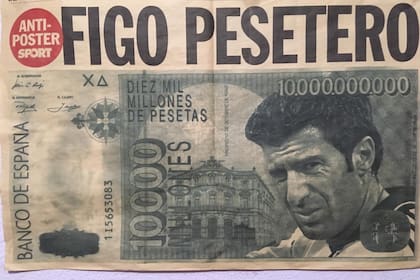 ANTI-
POSTER
SPORT
FIGO PESETERO
10.000.000.000
DIEZ MIL
MILLONES
DE PESETAS
BANCO DE ESPAÑA
10000
MILLONES
1I5653083